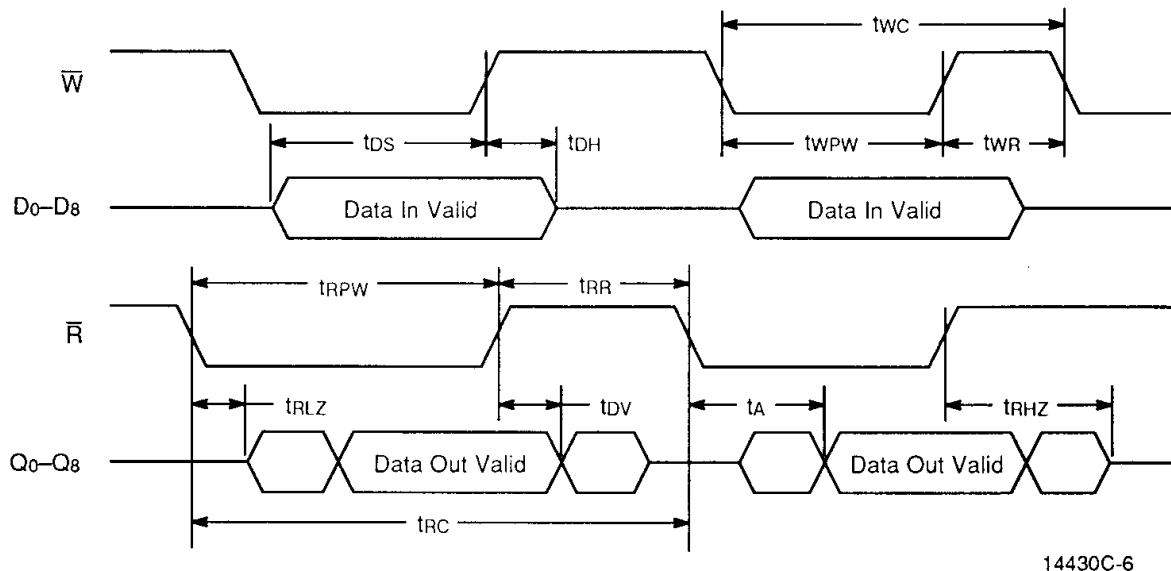 tWC
W̅
tDS
tDH
tWPW
tWR
D0–D8
Data In Valid
Data In Valid
tRPW
tRR
R̅
tRLZ
tDV
tA
tRHZ
Q0–Q8
Data Out Valid
Data Out Valid
tRC
14430C-6